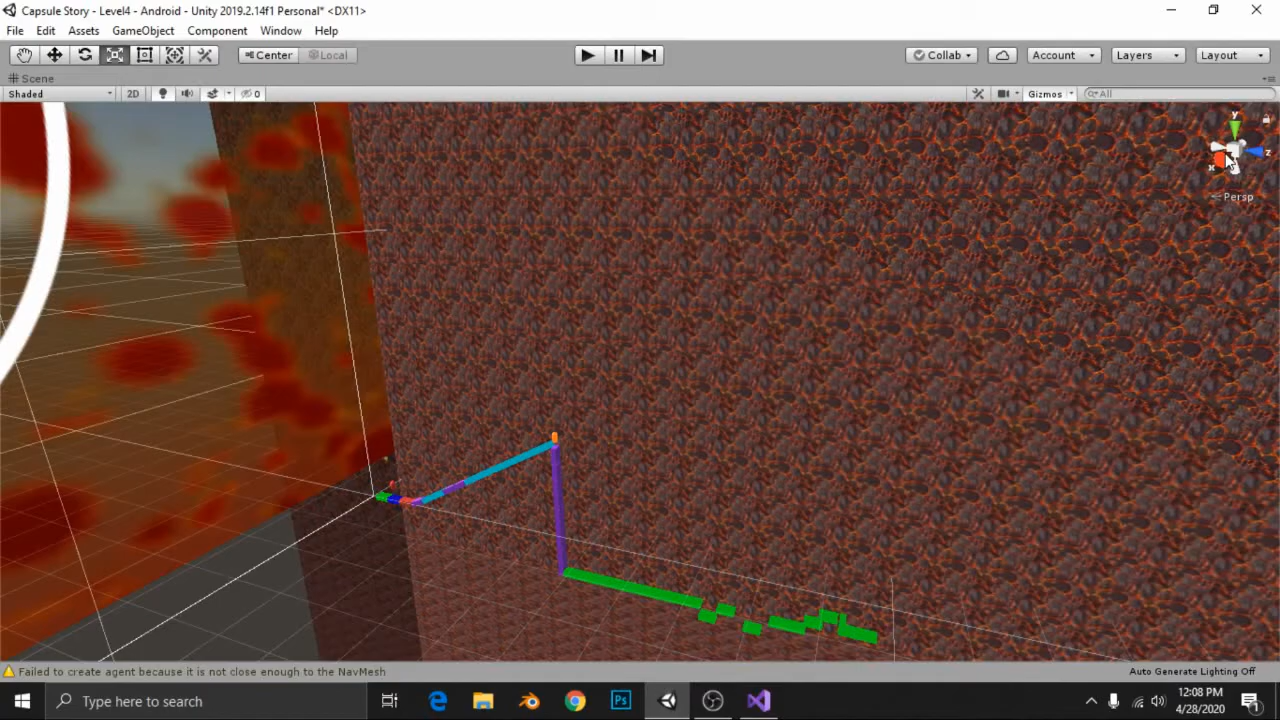 Capsule Story - Level4 - Android - Unity 2019.2.14f1 Personal* <DX11>
File Edit Assets GameObject Component Window Help
Center Local Collab Account Layers Layout
Scene
Shaded 2D 0 Gizmos All
y
x z
Persp
Failed to create agent because it is not close enough to the NavMesh Auto Generate Lighting Off
Type here to search Ps 12:08 PM
4/28/2020 1